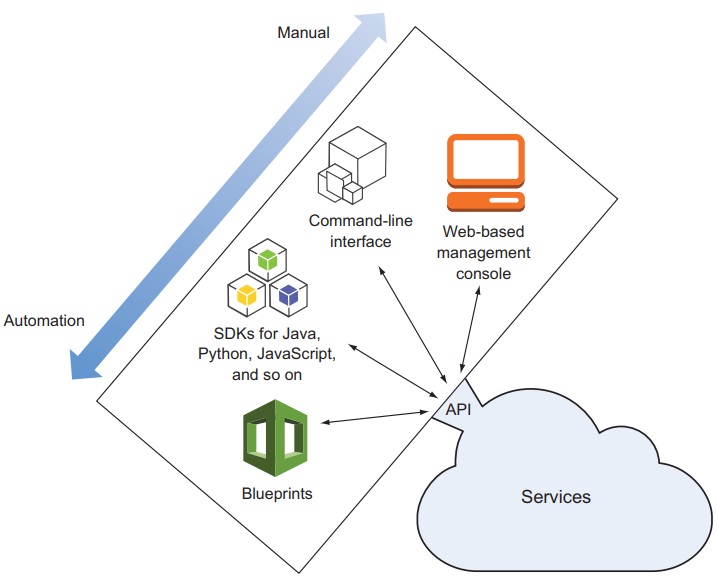 Manual
Command-line
interface
Web-based
management
console
Automation
SDKs for Java,
Python, JavaScript,
and so on
API
Blueprints
Services